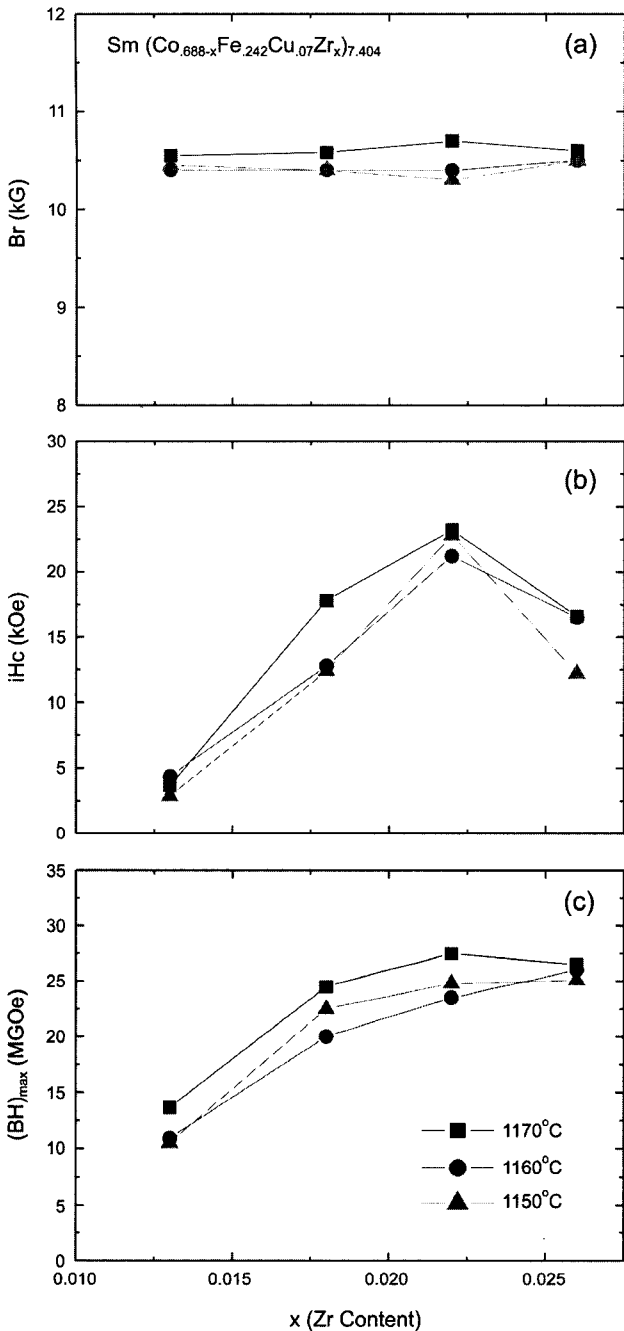 Sm (Co.688-xFe.242Cu.07Zrx)7.404
(a)
12
11
10
9
8
Br (kG)
(b)
30
25
20
15
10
5
0
iHc (kOe)
(c)
35
30
25
20
15
10
5
0
(BH)max (MGOe)
1170°C
1160°C
1150°C
0.010 0.015 0.020 0.025
x (Zr Content)